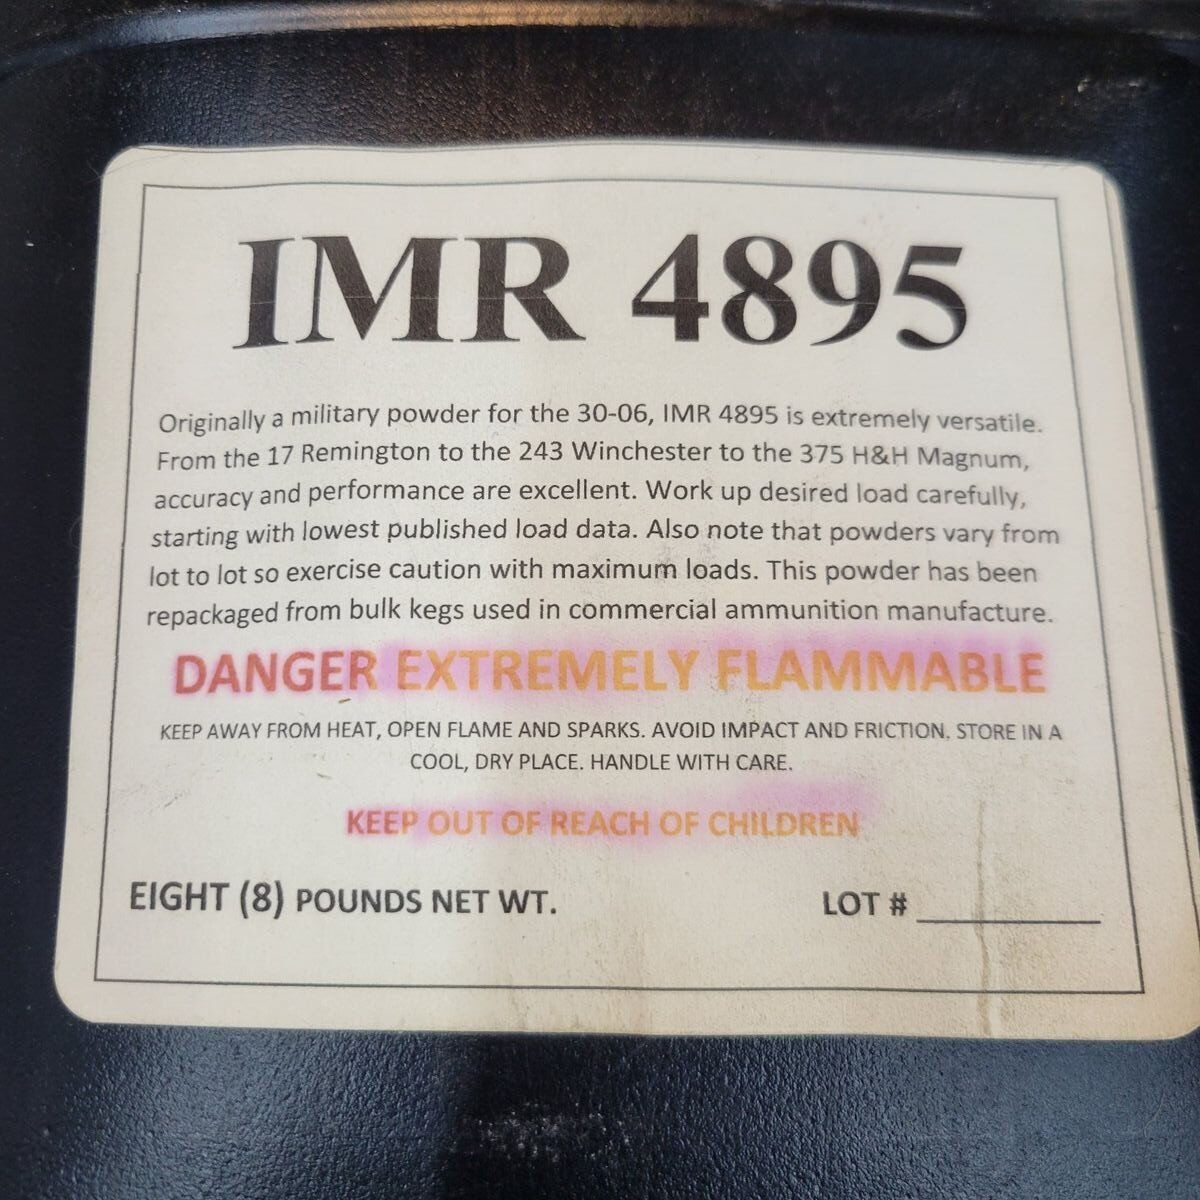 IMR 4895
Originally a military powder for the 30-06, IMR 4895 is extremely versatile.
From the 17 Remington to the 243 Winchester to the 375 H&H Magnum,
accuracy and performance are excellent. Work up desired load carefully,
starting with lowest published load data. Also note that powders vary from
lot to lot so exercise caution with maximum loads. This powder has been
repackaged from bulk kegs used in commercial ammunition manufacture.
DANGER EXTREMELY FLAMMABLE
KEEP AWAY FROM HEAT, OPEN FLAME AND SPARKS. AVOID IMPACT AND FRICTION. STORE IN A
COOL, DRY PLACE. HANDLE WITH CARE.
KEEP OUT OF REACH OF CHILDREN
EIGHT (8) POUNDS NET WT. LOT # __________